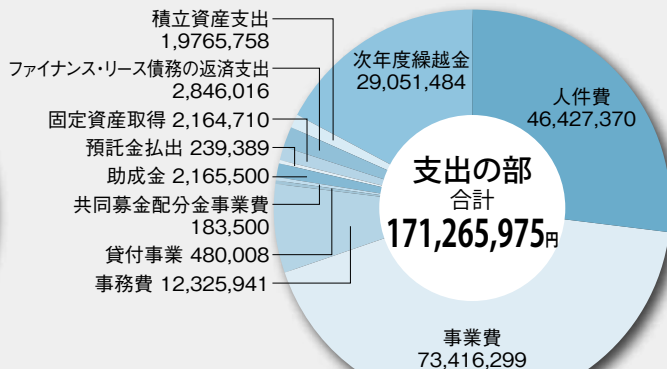 積立資産支出
1,9765,758
ファイナンス・リース債務の返済支出
2,846,016
固定資産取得 2,164,710
預託金払出 239,389
助成金 2,165,500
共同募金配分金事業費
183,500
貸付事業 480,008
事務費 12,325,941
次年度繰越金
29,051,484
人件費
46,427,370
支出の部
合計
171,265,975円
事業費
73,416,299